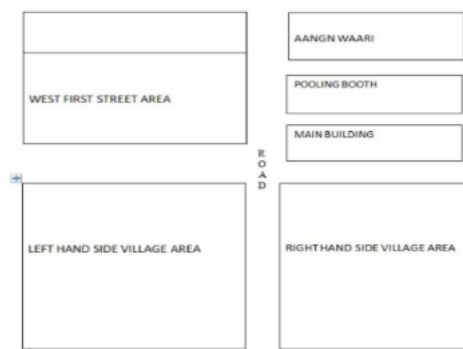 AANGN WAARI
WEST FIRST STREET AREA
POOLING BOOTH
MAIN BUILDING
ROAD
LEFT HAND SIDE VILLAGE AREA
RIGHT HAND SIDE VILLAGE AREA